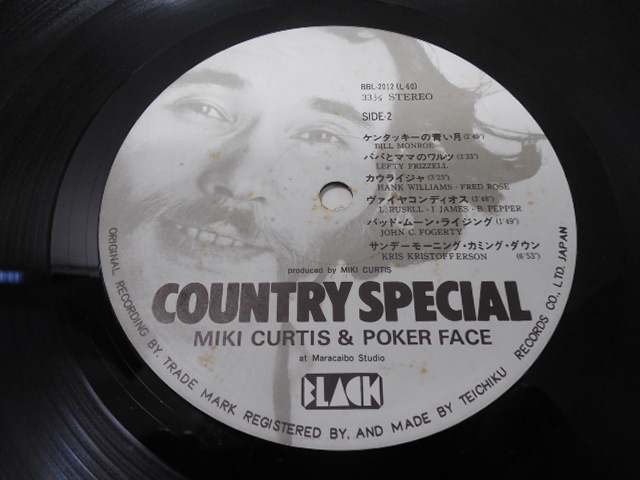 BBL-2012 (L-60)
33⅓ STEREO
SIDE-2
ケンタッキーの青い月 (2'49")
BILL MONROE
パパとママのワルツ (3'33")
LEFTY FRIZZELL
カウライジャ (3'23")
HANK WILLIAMS - FRED ROSE
ヴァイヤコンディオス (3'48")
L. RUSELL - I. JAMES - B. PEPPER
バッド・ムーン・ライジング (1'49")
JOHN C. FOGERTY
サンデーモーニング・カミング・ダウン
KRIS KRISTOFFERSON (6'53")
produced by MIKI CURTIS
COUNTRY SPECIAL
MIKI CURTIS & POKER FACE
at Maracaibo Studio
BLACK
ORIGINAL RECORDING BY. TRADE MARK REGISTERED BY, AND MADE BY TEICHIKU RECORDS CO., LTD. JAPAN